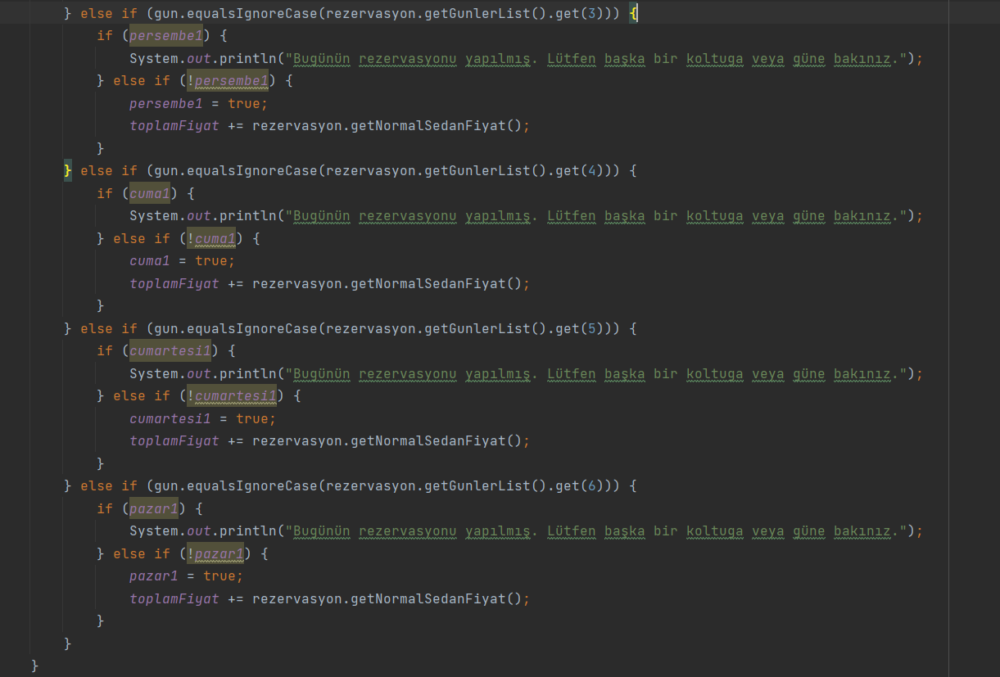 } else if (gun.equalsIgnoreCase(rezervasyon.getGunlerList().get(3))) {
if (persembe1) {
System.out.println("Bugünün rezervasyonu yapılmış. Lütfen başka bir koltuga veya güne bakınız.");
} else if (!persembe1) {
persembe1 = true;
toplamFiyat += rezervasyon.getNormalSedanFiyat();
}
} else if (gun.equalsIgnoreCase(rezervasyon.getGunlerList().get(4))) {
if (cuma1) {
System.out.println("Bugünün rezervasyonu yapılmış. Lütfen başka bir koltuga veya güne bakınız.");
} else if (!cuma1) {
cuma1 = true;
toplamFiyat += rezervasyon.getNormalSedanFiyat();
}
} else if (gun.equalsIgnoreCase(rezervasyon.getGunlerList().get(5))) {
if (cumartesi1) {
System.out.println("Bugünün rezervasyonu yapılmış. Lütfen başka bir koltuga veya güne bakınız.");
} else if (!cumartesi1) {
cumartesi1 = true;
toplamFiyat += rezervasyon.getNormalSedanFiyat();
}
} else if (gun.equalsIgnoreCase(rezervasyon.getGunlerList().get(6))) {
if (pazar1) {
System.out.println("Bugünün rezervasyonu yapılmış. Lütfen başka bir koltuga veya güne bakınız.");
} else if (!pazar1) {
pazar1 = true;
toplamFiyat += rezervasyon.getNormalSedanFiyat();
}
}
}